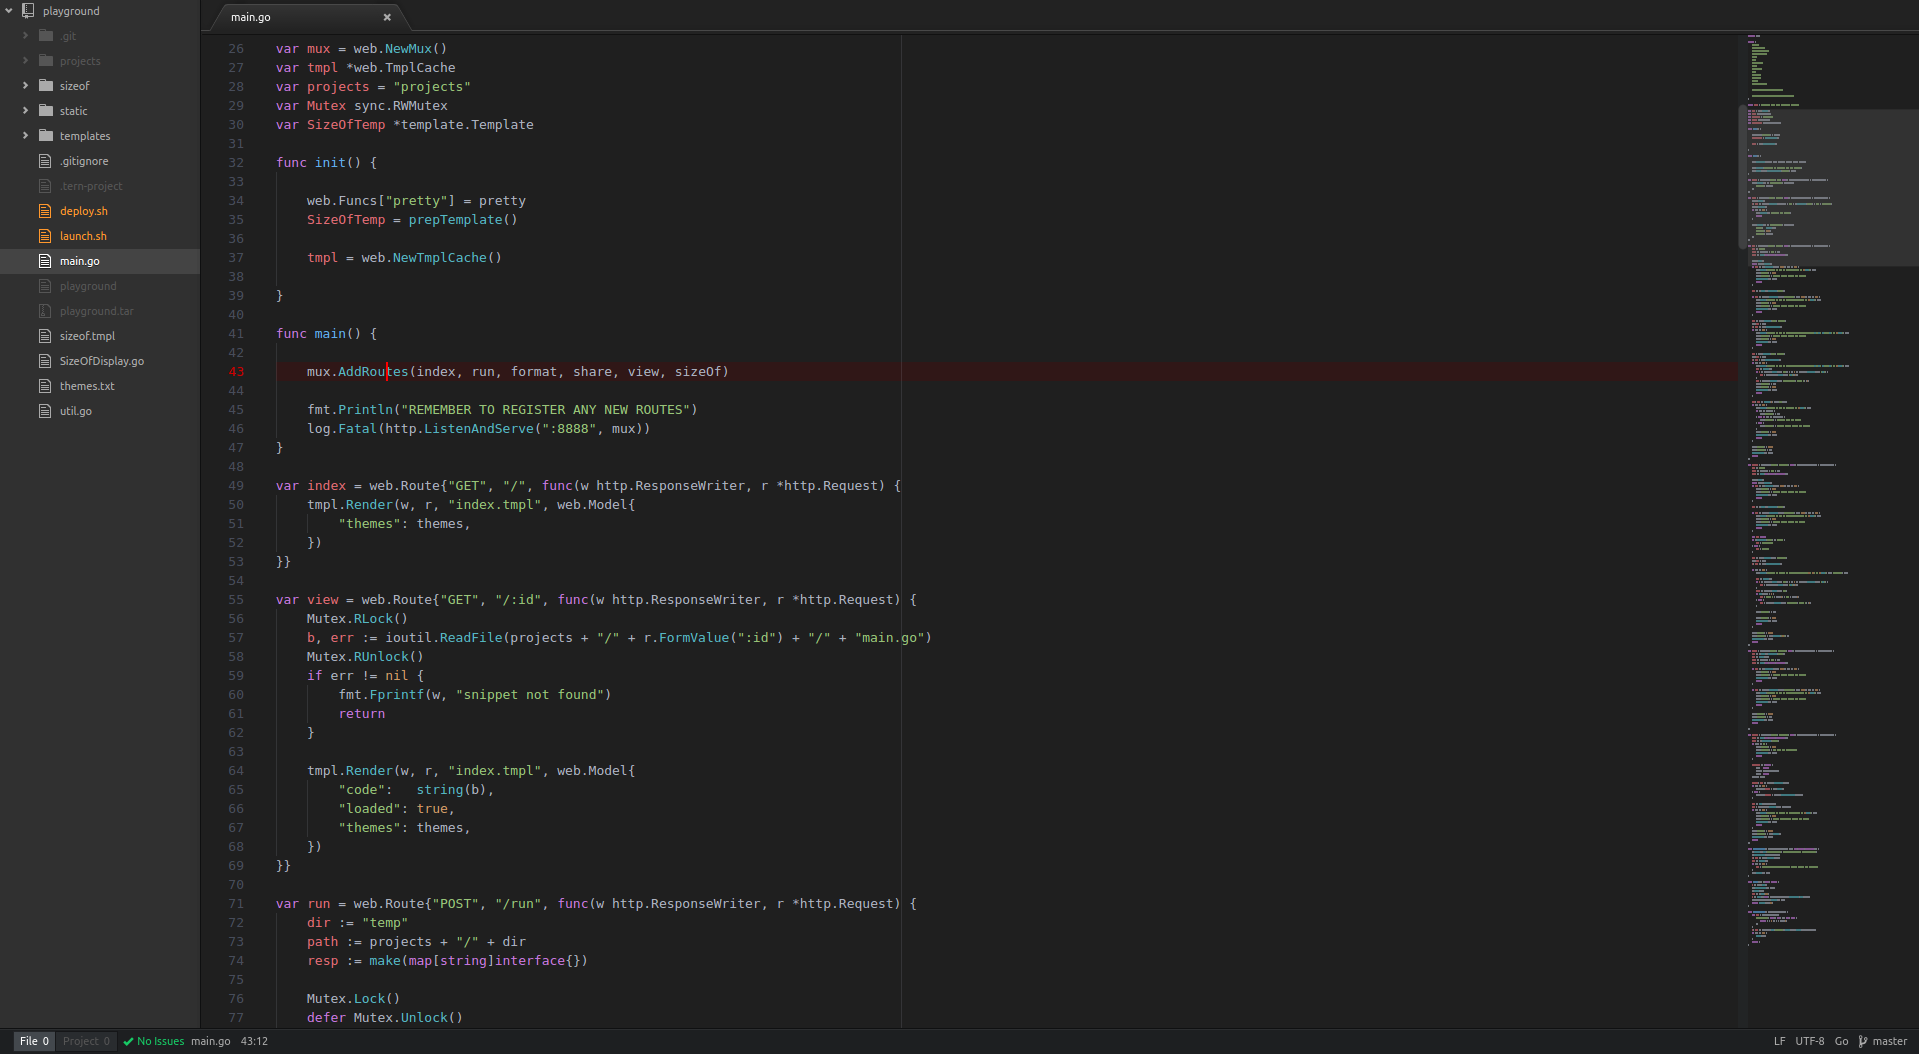 playground
.git
projects
sizeof
static
templates
.gitignore
.tern-project
deploy.sh
launch.sh
main.go
playground
playground.tar
sizeof.tmpl
SizeOfDisplay.go
themes.txt
util.go
main.go ×
26 var mux = web.NewMux()
27 var tmpl *web.TmplCache
28 var projects = "projects"
29 var Mutex sync.RWMutex
30 var SizeOfTemp *template.Template
31
32 func init() {
33
34     web.Funcs["pretty"] = pretty
35     SizeOfTemp = prepTemplate()
36
37     tmpl = web.NewTmplCache()
38
39 }
40
41 func main() {
42
43     mux.AddRoutes(index, run, format, share, view, sizeOf)
44
45     fmt.Println("REMEMBER TO REGISTER ANY NEW ROUTES")
46     log.Fatal(http.ListenAndServe(":8888", mux))
47 }
48
49 var index = web.Route{"GET", "/", func(w http.ResponseWriter, r *http.Request) {
50     tmpl.Render(w, r, "index.tmpl", web.Model{
51         "themes": themes,
52     })
53 }}
54
55 var view = web.Route{"GET", "/:id", func(w http.ResponseWriter, r *http.Request) {
56     Mutex.RLock()
57     b, err := ioutil.ReadFile(projects + "/" + r.FormValue(":id") + "/" + "main.go")
58     Mutex.RUnlock()
59     if err != nil {
60         fmt.Fprintf(w, "snippet not found")
61         return
62     }
63
64     tmpl.Render(w, r, "index.tmpl", web.Model{
65         "code":   string(b),
66         "loaded": true,
67         "themes": themes,
68     })
69 }}
70
71 var run = web.Route{"POST", "/run", func(w http.ResponseWriter, r *http.Request) {
72     dir := "temp"
73     path := projects + "/" + dir
74     resp := make(map[string]interface{})
75
76     Mutex.Lock()
77     defer Mutex.Unlock()
File 0 Project 0 No Issues main.go 43:12 LF UTF-8 Go master